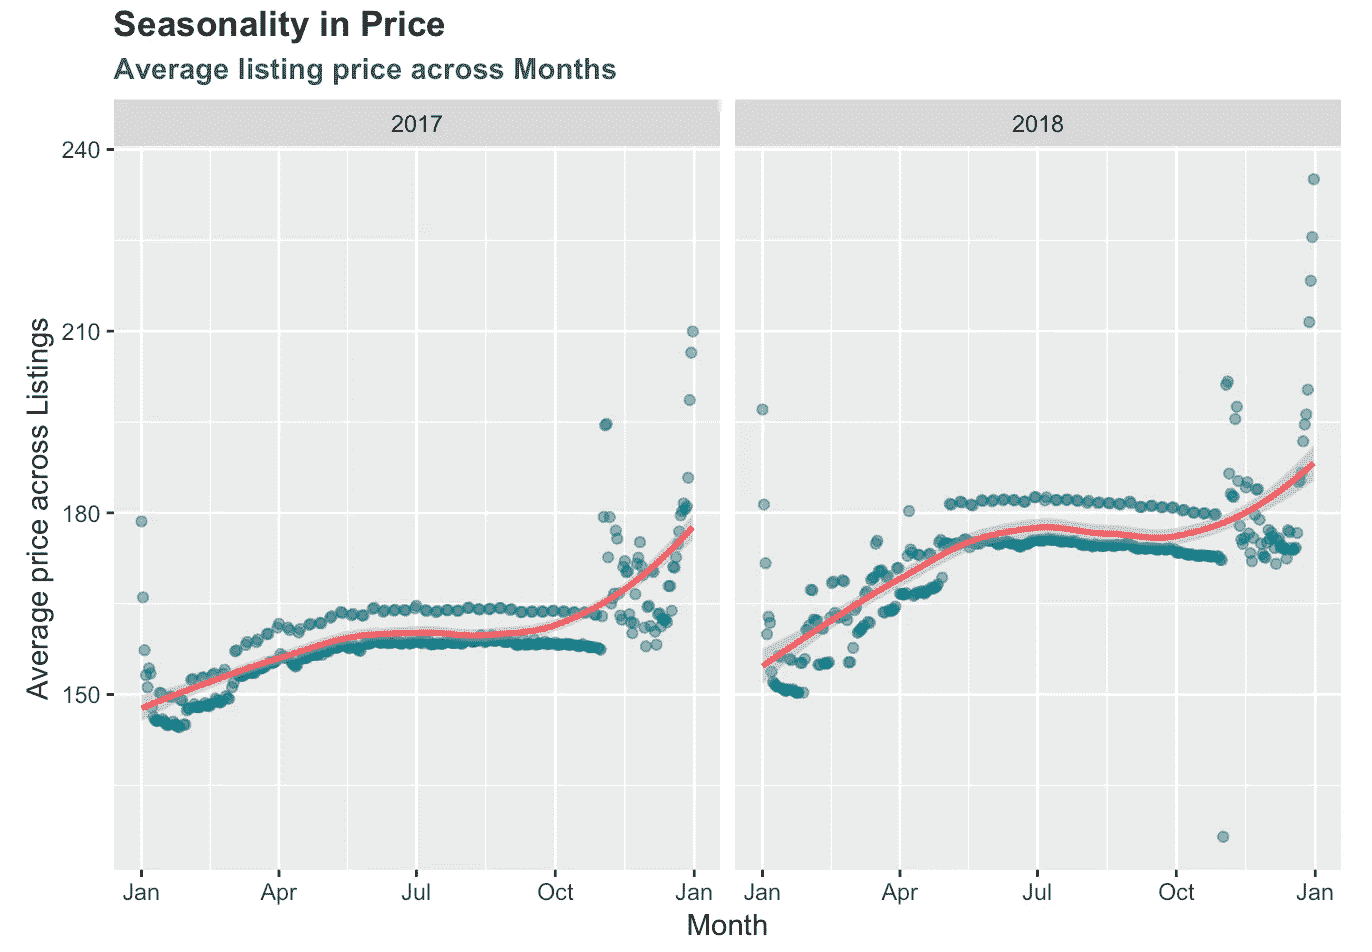 Seasonality in Price
Average listing price across Months
2017
2018
240
210
180
150
Average price across Listings
Jan
Apr
Jul
Oct
Jan
Jan
Apr
Jul
Oct
Jan
Month